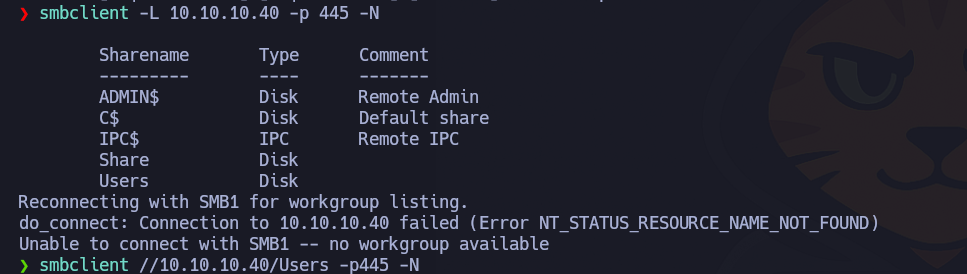 ❯ smbclient -L 10.10.10.40 -p 445 -N
Sharename Type Comment
--------- ---- -------
ADMIN$ Disk Remote Admin
C$ Disk Default share
IPC$ IPC Remote IPC
Share Disk
Users Disk
Reconnecting with SMB1 for workgroup listing.
do_connect: Connection to 10.10.10.40 failed (Error NT_STATUS_RESOURCE_NAME_NOT_FOUND)
Unable to connect with SMB1 -- no workgroup available
❯ smbclient //10.10.10.40/Users -p445 -N